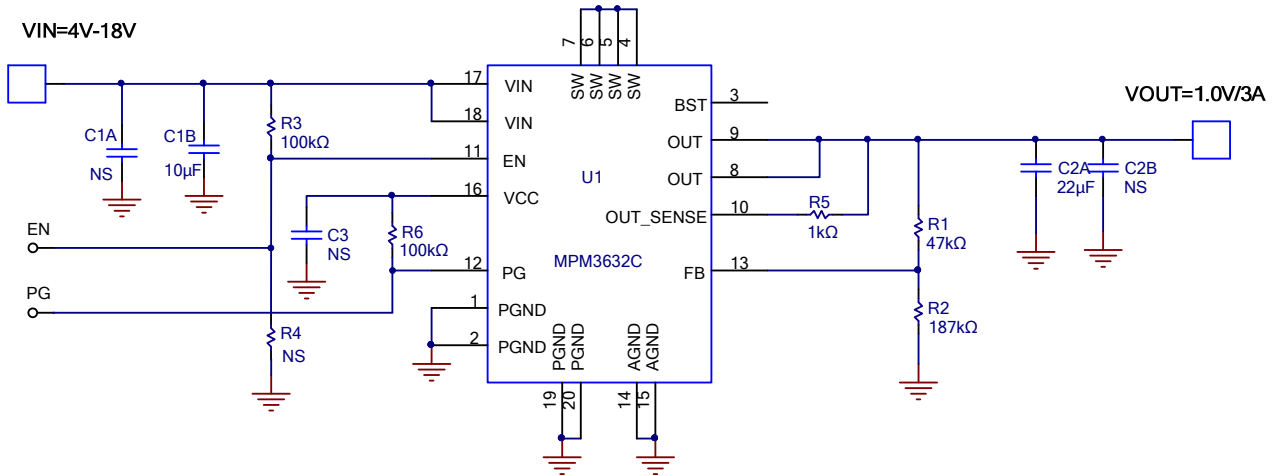 VIN=4V-18V
VOUT=1.0V/3A
7
6
5
4
SW
SW
SW
SW
17
VIN
18
VIN
11
EN
16
VCC
12
PG
1
PGND
2
PGND
BST
3
OUT
9
OUT
8
OUT_SENSE
10
FB
13
U1
MPM3632C
PGND
PGND
AGND
AGND
19
20
14
15
C1A
NS
C1B
10µF
R3
100kΩ
C3
NS
R6
100kΩ
EN
PG
R4
NS
R5
1kΩ
R1
47kΩ
R2
187kΩ
C2A
22µF
C2B
NS